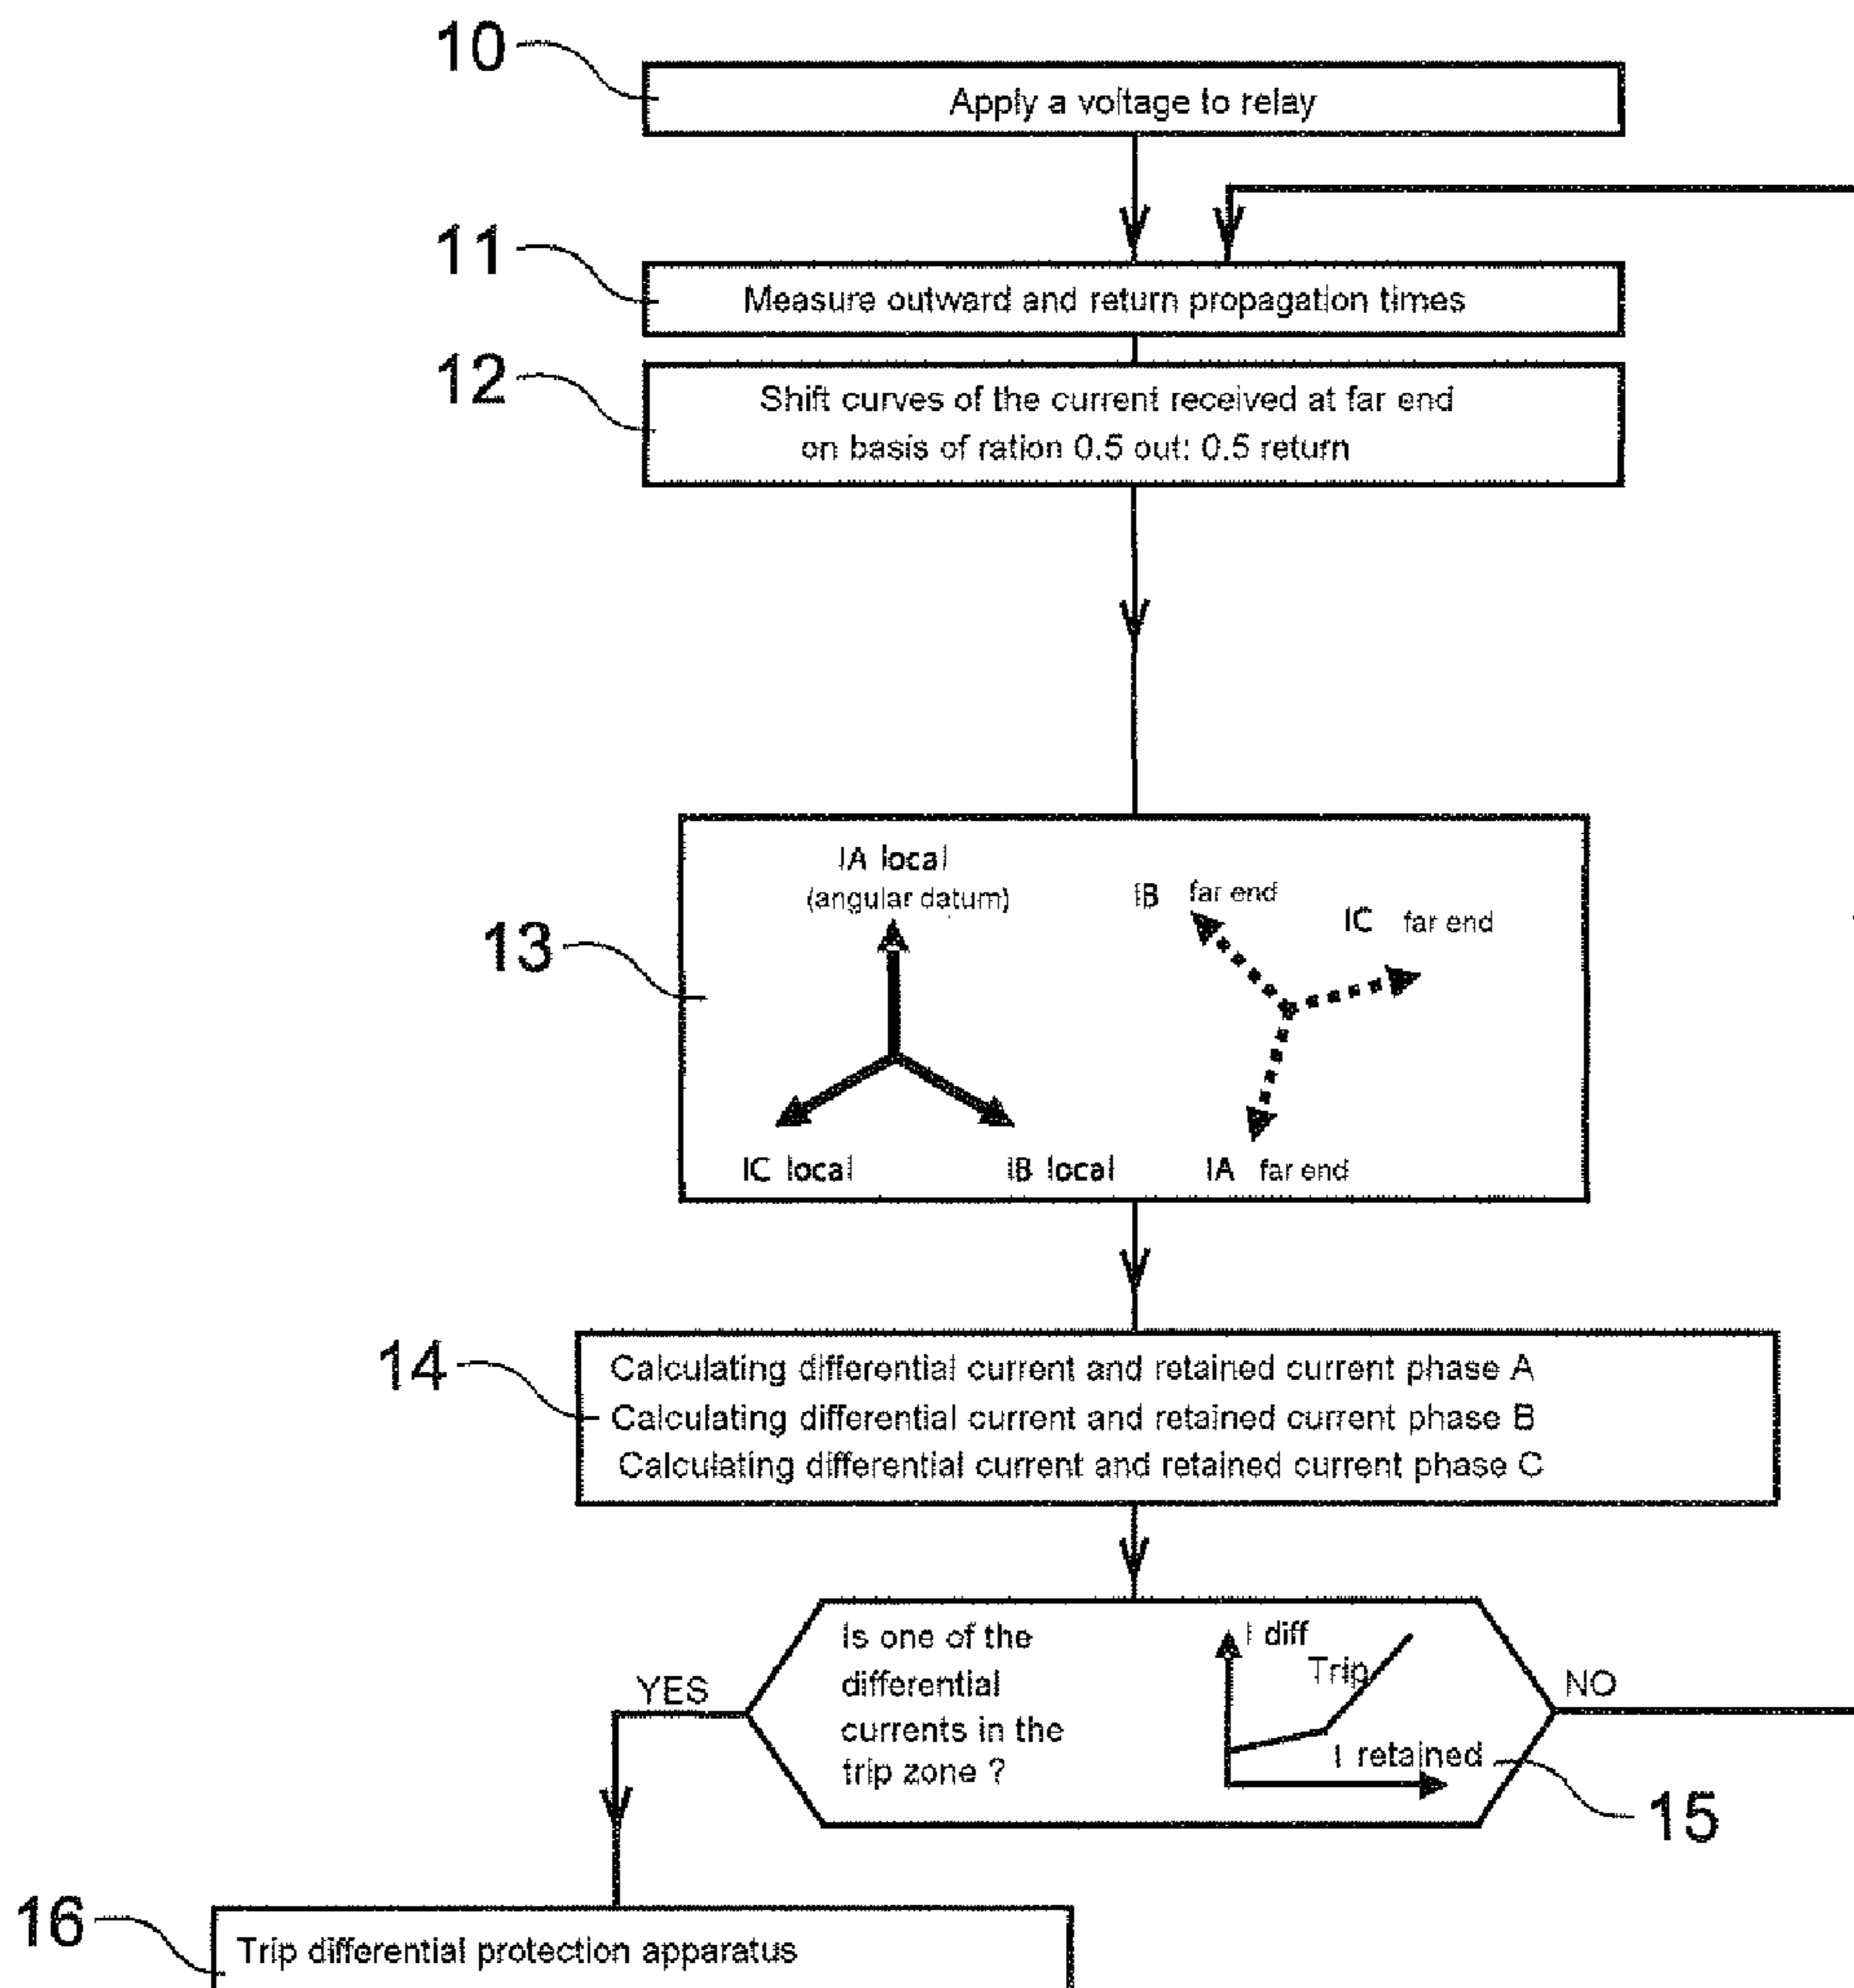 10
Apply a voltage to relay
11
Measure outward and return propagation times
12
Shift curves of the current received at far end
on basis of ration 0.5 out: 0.5 return
13
IA local
(angular datum)
IB far end
IC far end
IC local
IB local
IA far end
14
Calculating differential current and retained current phase A
Calculating differential current and retained current phase B
Calculating differential current and retained current phase C
Is one of the
differential
currents in the
trip zone ?
I diff
Trip
I retained
YES
NO
15
16
Trip differential protection apparatus